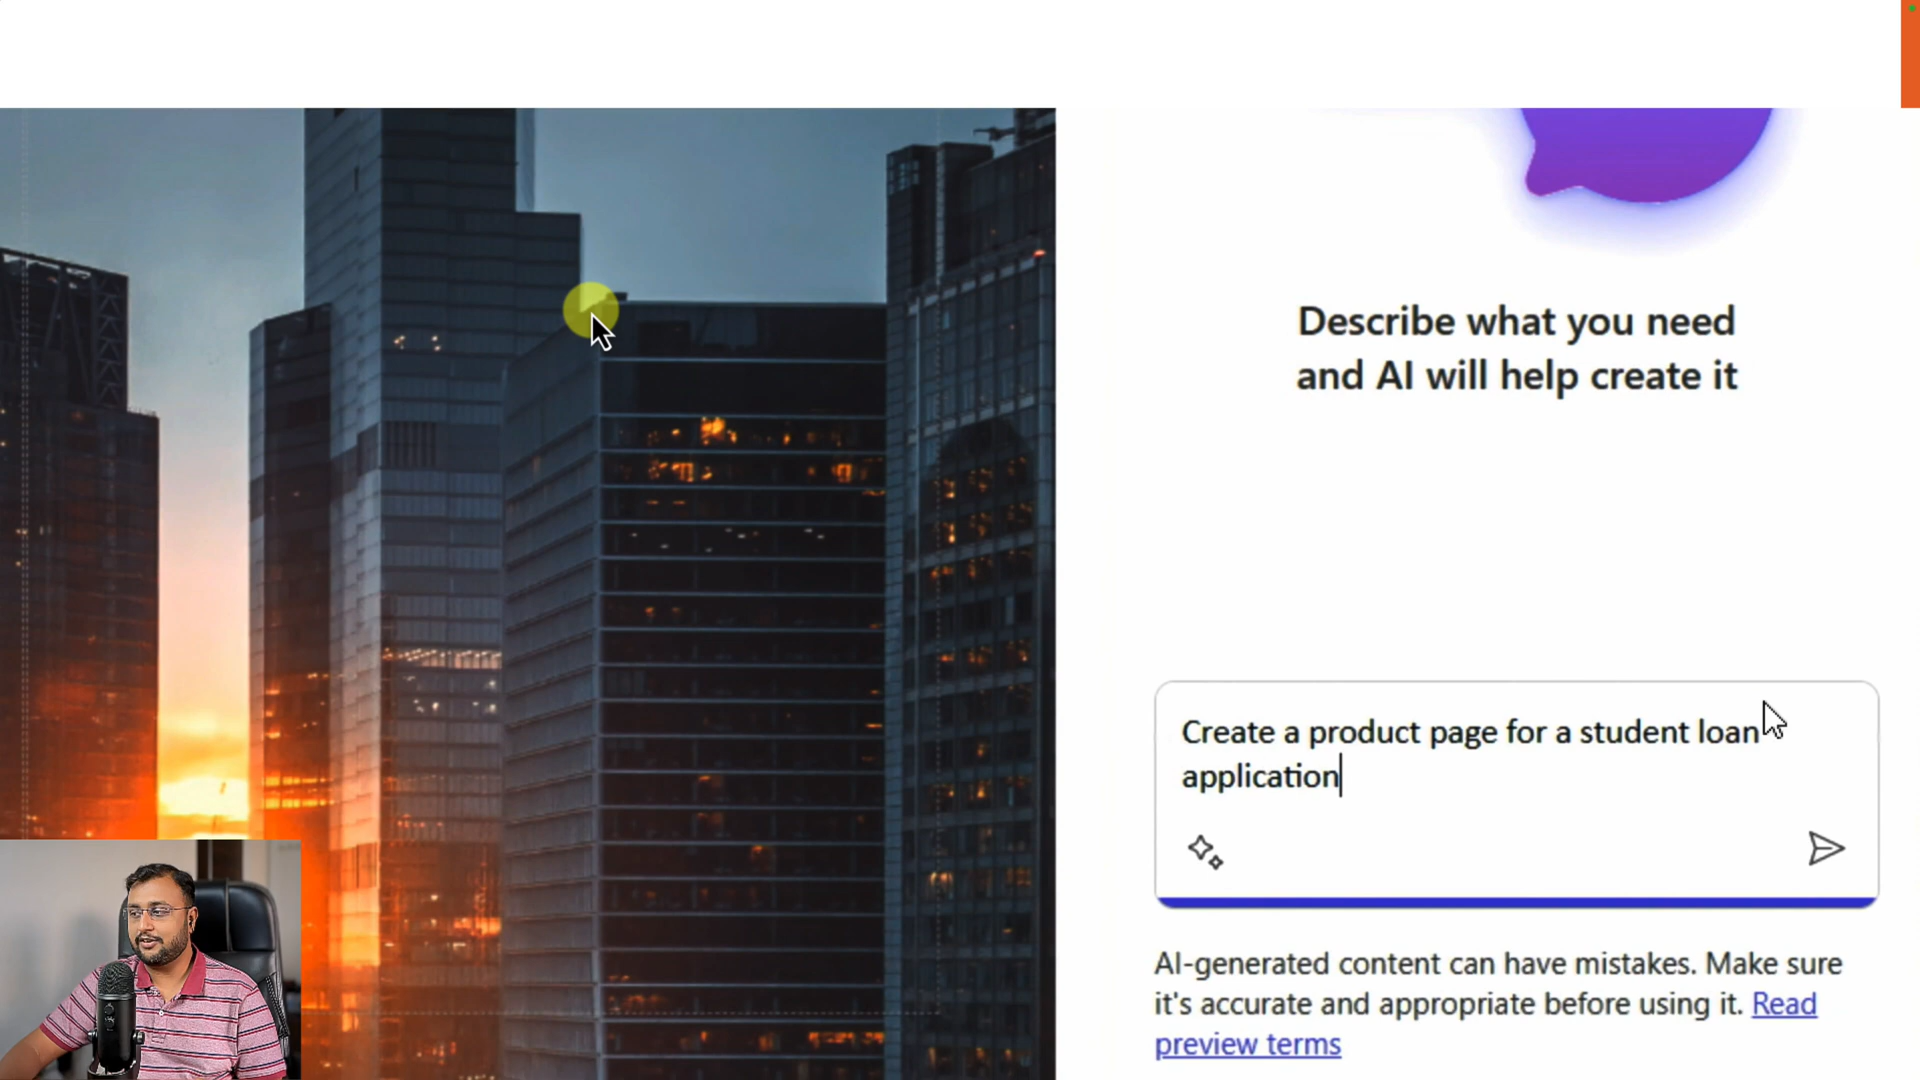 Describe what you need
and AI will help create it
Create a product page for a student loan
application
AI-generated content can have mistakes. Make sure
it's accurate and appropriate before using it. Read
preview terms